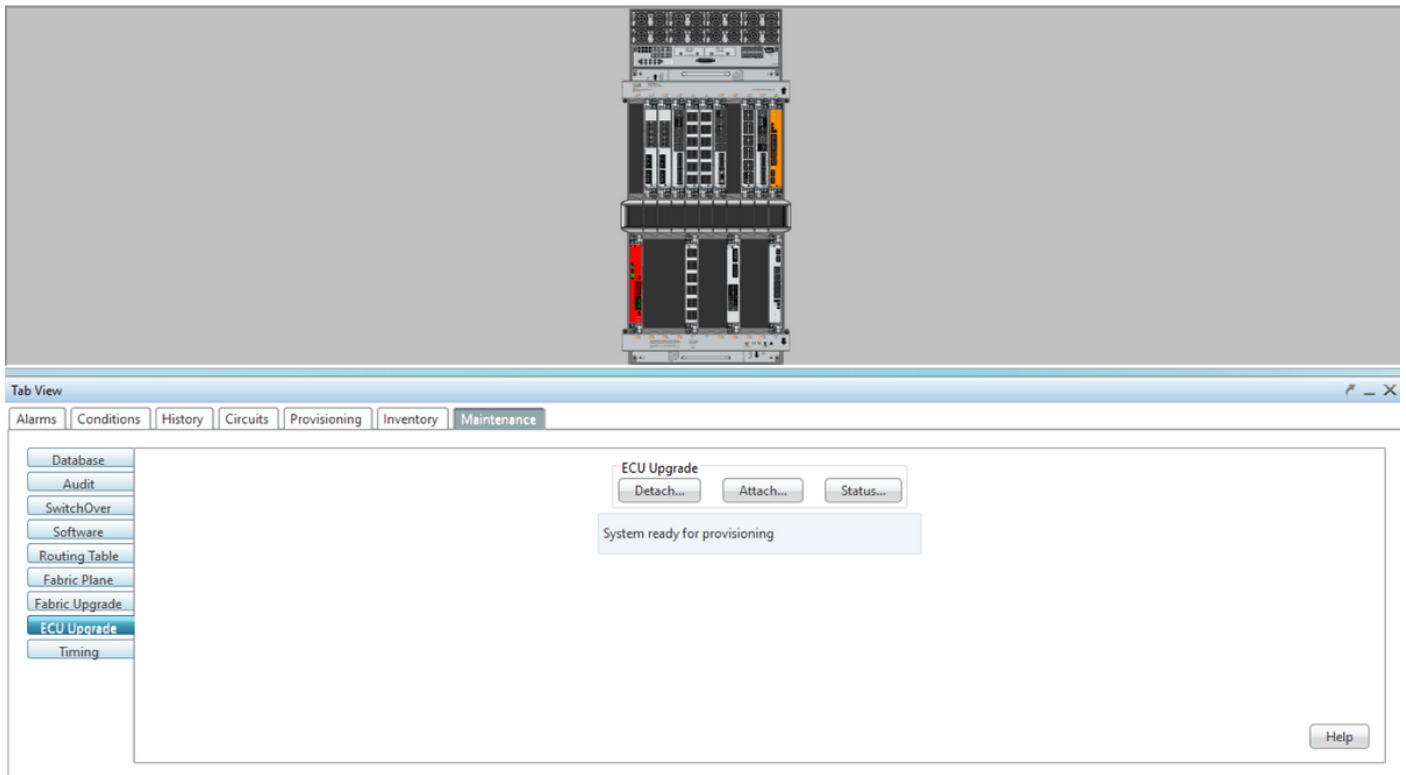 Tab View
Alarms Conditions History Circuits Provisioning Inventory Maintenance
Database
Audit
SwitchOver
Software
Routing Table
Fabric Plane
Fabric Upgrade
ECU Upgrade
Timing
ECU Upgrade
Detach... Attach... Status...
System ready for provisioning
Help